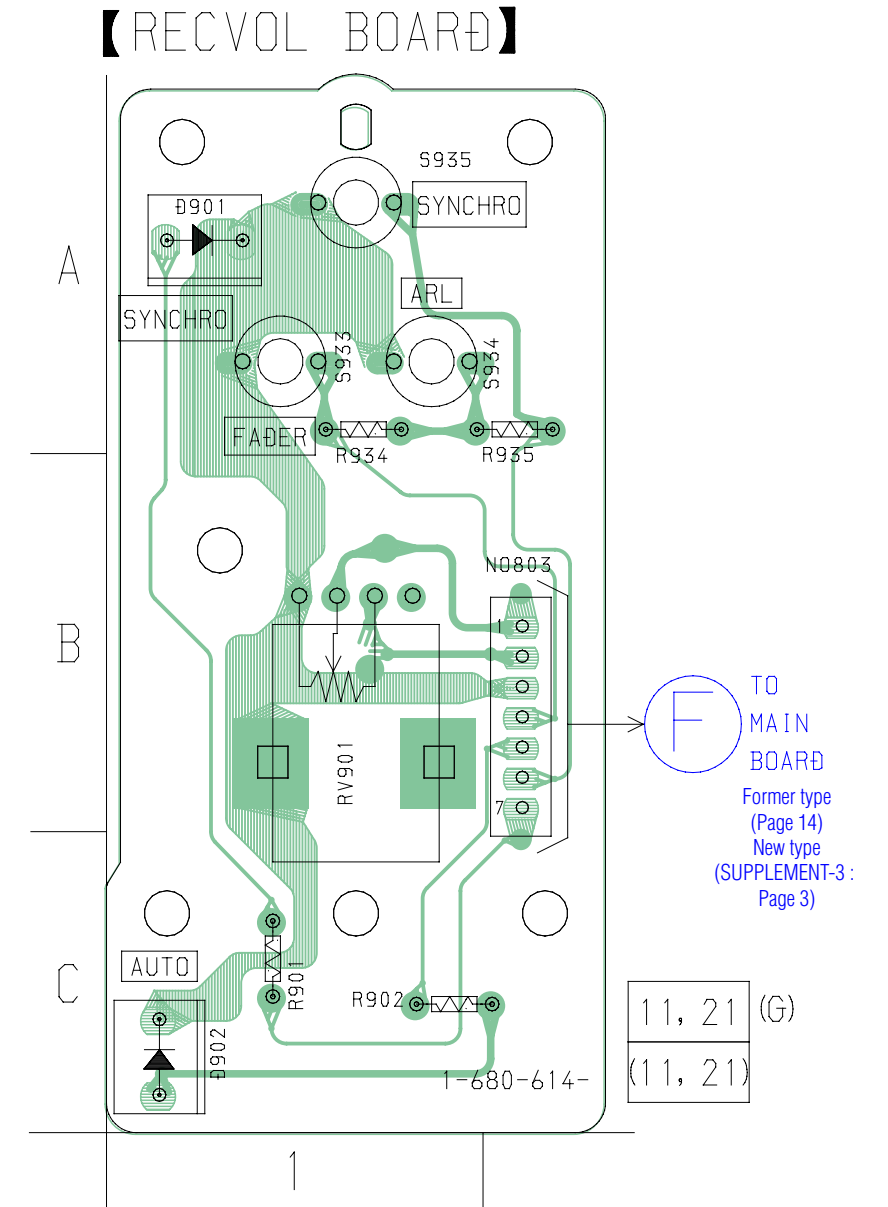 【RECVOL BOARD】
S935
D901
SYNCHRO
A
ARL
SYNCHRO
S933
S934
FADER
R934
R935
NO803
1
B
TO
MAIN
BOARD
F
RV901
7
Former type
(Page 14)
New type
(SUPPLEMENT-3 :
Page 3)
AUTO
C
R901
R902
11, 21 (G)
D902
1-680-614-
(11, 21)
1